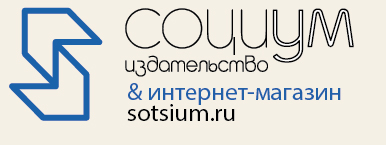 социум
издательство
& интернет-магазин
sotsium.ru